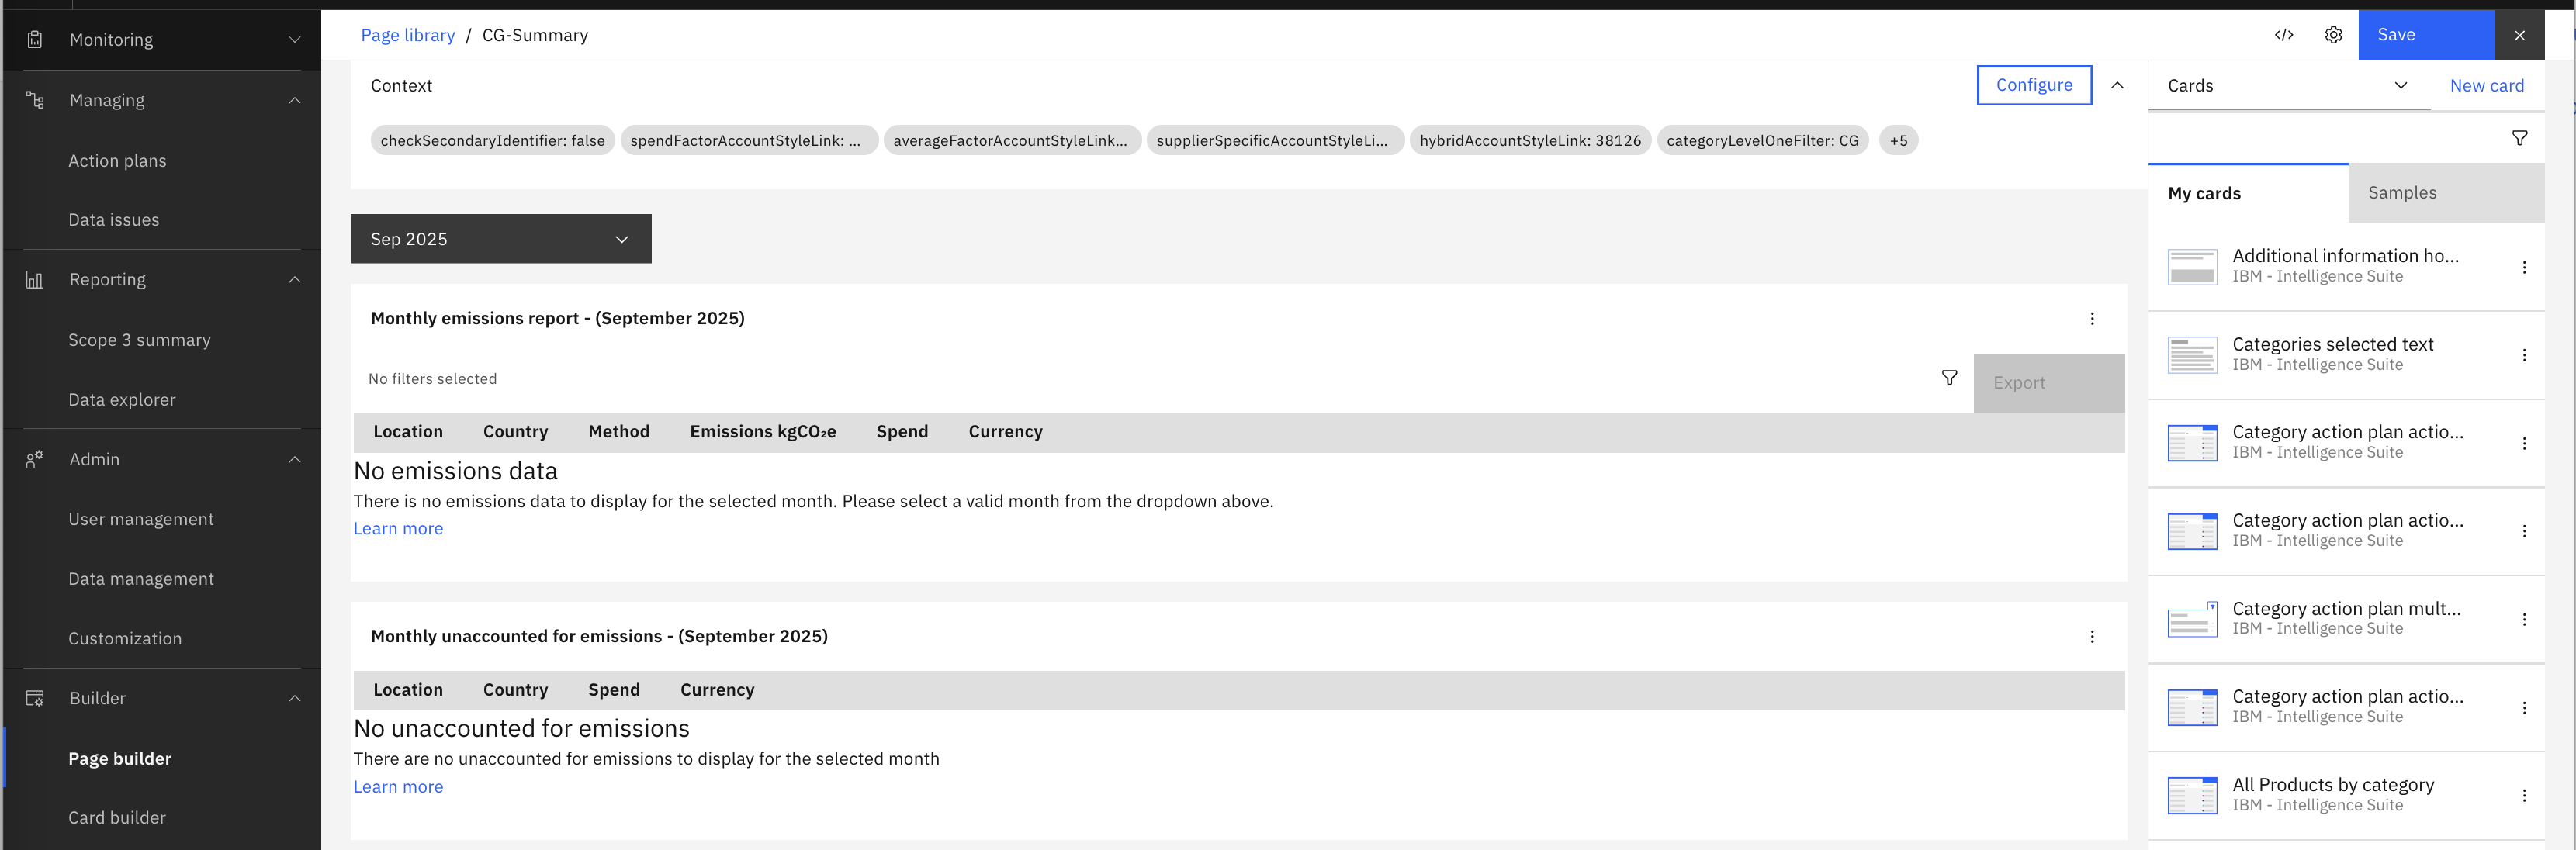 Monitoring
Managing
Action plans
Data issues
Reporting
Scope 3 summary
Data explorer
Admin
User management
Data management
Customization
Builder
Page builder
Card builder
Page library / CG-Summary
Save
Context
Configure
checkSecondaryIdentifier: false
spendFactorAccountStyleLink: ...
averageFactorAccountStyleLink...
supplierSpecificAccountStyleLi...
hybridAccountStyleLink: 38126
categoryLevelOneFilter: CG
+5
Sep 2025
Monthly emissions report - (September 2025)
No filters selected
Export
Location Country Method Emissions kgCO₂e Spend Currency
No emissions data
There is no emissions data to display for the selected month. Please select a valid month from the dropdown above.
Learn more
Monthly unaccounted for emissions - (September 2025)
Location Country Spend Currency
No unaccounted for emissions
There are no unaccounted for emissions to display for the selected month
Learn more
Cards
New card
My cards
Samples
Additional information ho...
IBM - Intelligence Suite
Categories selected text
IBM - Intelligence Suite
Category action plan actio...
IBM - Intelligence Suite
Category action plan actio...
IBM - Intelligence Suite
Category action plan mult...
IBM - Intelligence Suite
Category action plan actio...
IBM - Intelligence Suite
All Products by category
IBM - Intelligence Suite